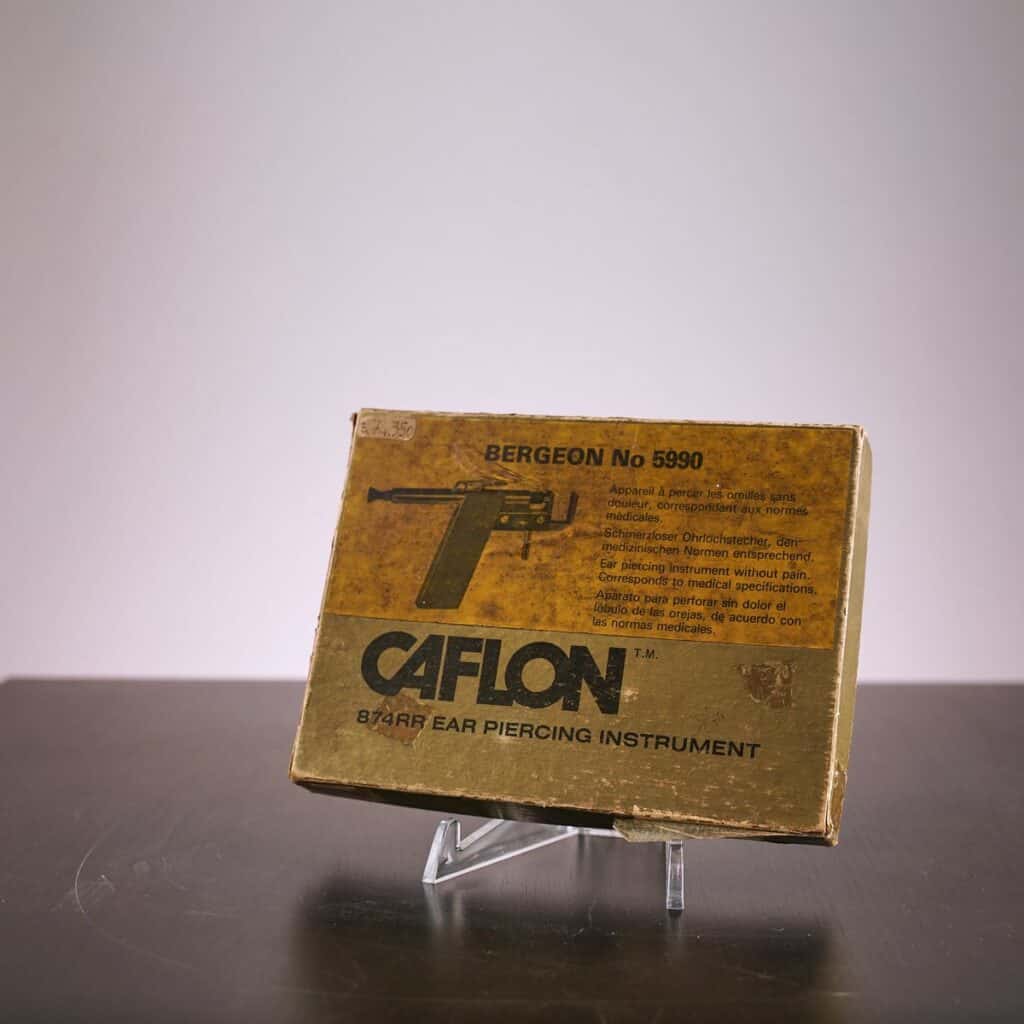 BERGEON No 5990
Appareil à percer les oreilles sans
douleur, correspondant aux normes
médicales.
Schmerzloser Ohrlochstecher, den
medizinischen Normen entsprechend.
Ear piercing instrument without pain.
Corresponds to medical specifications.
Aparato para perforar sin dolor el
lóbulo de las orejas, de acuerdo con
las normas medicales.
CAFLON T.M.
874RR EAR PIERCING INSTRUMENT